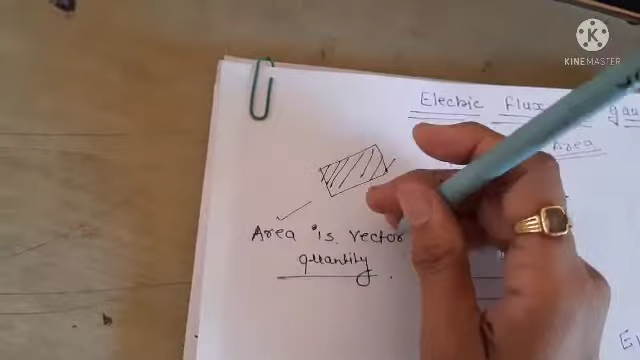 Electric Flux
Area
Area is vector
quantity
K
KINEMASTER